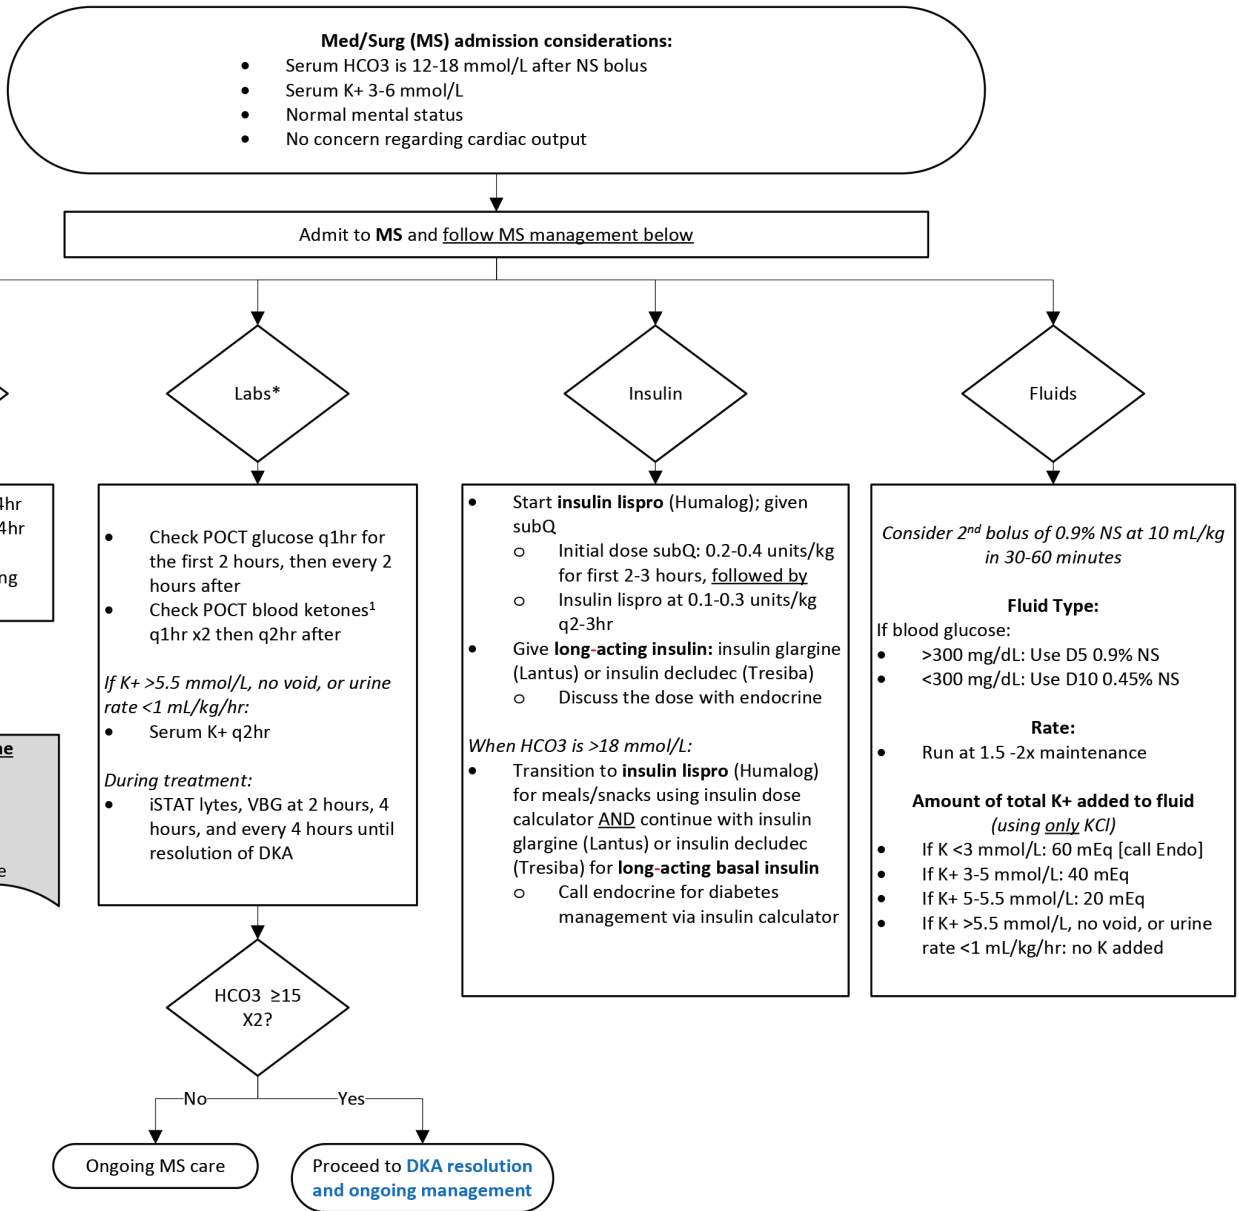 Med/Surg (MS) admission considerations:
• Serum HCO3 is 12-18 mmol/L after NS bolus
• Serum K+ 3-6 mmol/L
• Normal mental status
• No concern regarding cardiac output
Admit to MS and follow MS management below
Labs*
Insulin
Fluids
4hr
4hr
ng
ne
e
• Check POCT glucose q1hr for
the first 2 hours, then every 2
hours after
• Check POCT blood ketones1
q1hr x2 then q2hr after
If K+ >5.5 mmol/L, no void, or urine
rate <1 mL/kg/hr:
• Serum K+ q2hr
During treatment:
• iSTAT lytes, VBG at 2 hours, 4
hours, and every 4 hours until
resolution of DKA
• Start insulin lispro (Humalog); given
subQ
o Initial dose subQ: 0.2-0.4 units/kg
for first 2-3 hours, followed by
o Insulin lispro at 0.1-0.3 units/kg
q2-3hr
• Give long-acting insulin: insulin glargine
(Lantus) or insulin decludec (Tresiba)
o Discuss the dose with endocrine
When HCO3 is >18 mmol/L:
• Transition to insulin lispro (Humalog)
for meals/snacks using insulin dose
calculator AND continue with insulin
glargine (Lantus) or insulin decludec
(Tresiba) for long-acting basal insulin
o Call endocrine for diabetes
management via insulin calculator
Consider 2nd bolus of 0.9% NS at 10 mL/kg
in 30-60 minutes
Fluid Type:
If blood glucose:
• >300 mg/dL: Use D5 0.9% NS
• <300 mg/dL: Use D10 0.45% NS
Rate:
• Run at 1.5 -2x maintenance
Amount of total K+ added to fluid
(using only KCl)
• If K <3 mmol/L: 60 mEq [call Endo]
• If K+ 3-5 mmol/L: 40 mEq
• If K+ 5-5.5 mmol/L: 20 mEq
• If K+ >5.5 mmol/L, no void, or urine
rate <1 mL/kg/hr: no K added
HCO3 ≥15
X2?
No
Yes
Ongoing MS care
Proceed to DKA resolution
and ongoing management